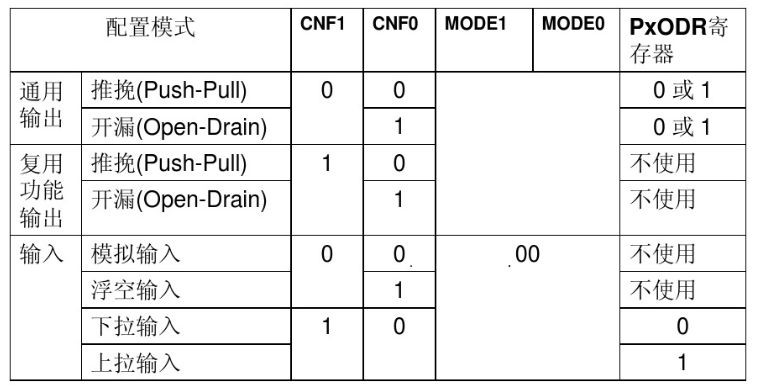 配置模式 CNF1 CNF0 MODE1 MODE0 PxODR寄存器
通用输出 推挽(Push-Pull) 0 0 0 或 1
开漏(Open-Drain) 1 0 或 1
复用功能输出 推挽(Push-Pull) 1 0 不使用
开漏(Open-Drain) 1 不使用
输入 模拟输入 0 0 00 不使用
浮空输入 1 不使用
下拉输入 1 0 0
上拉输入 1